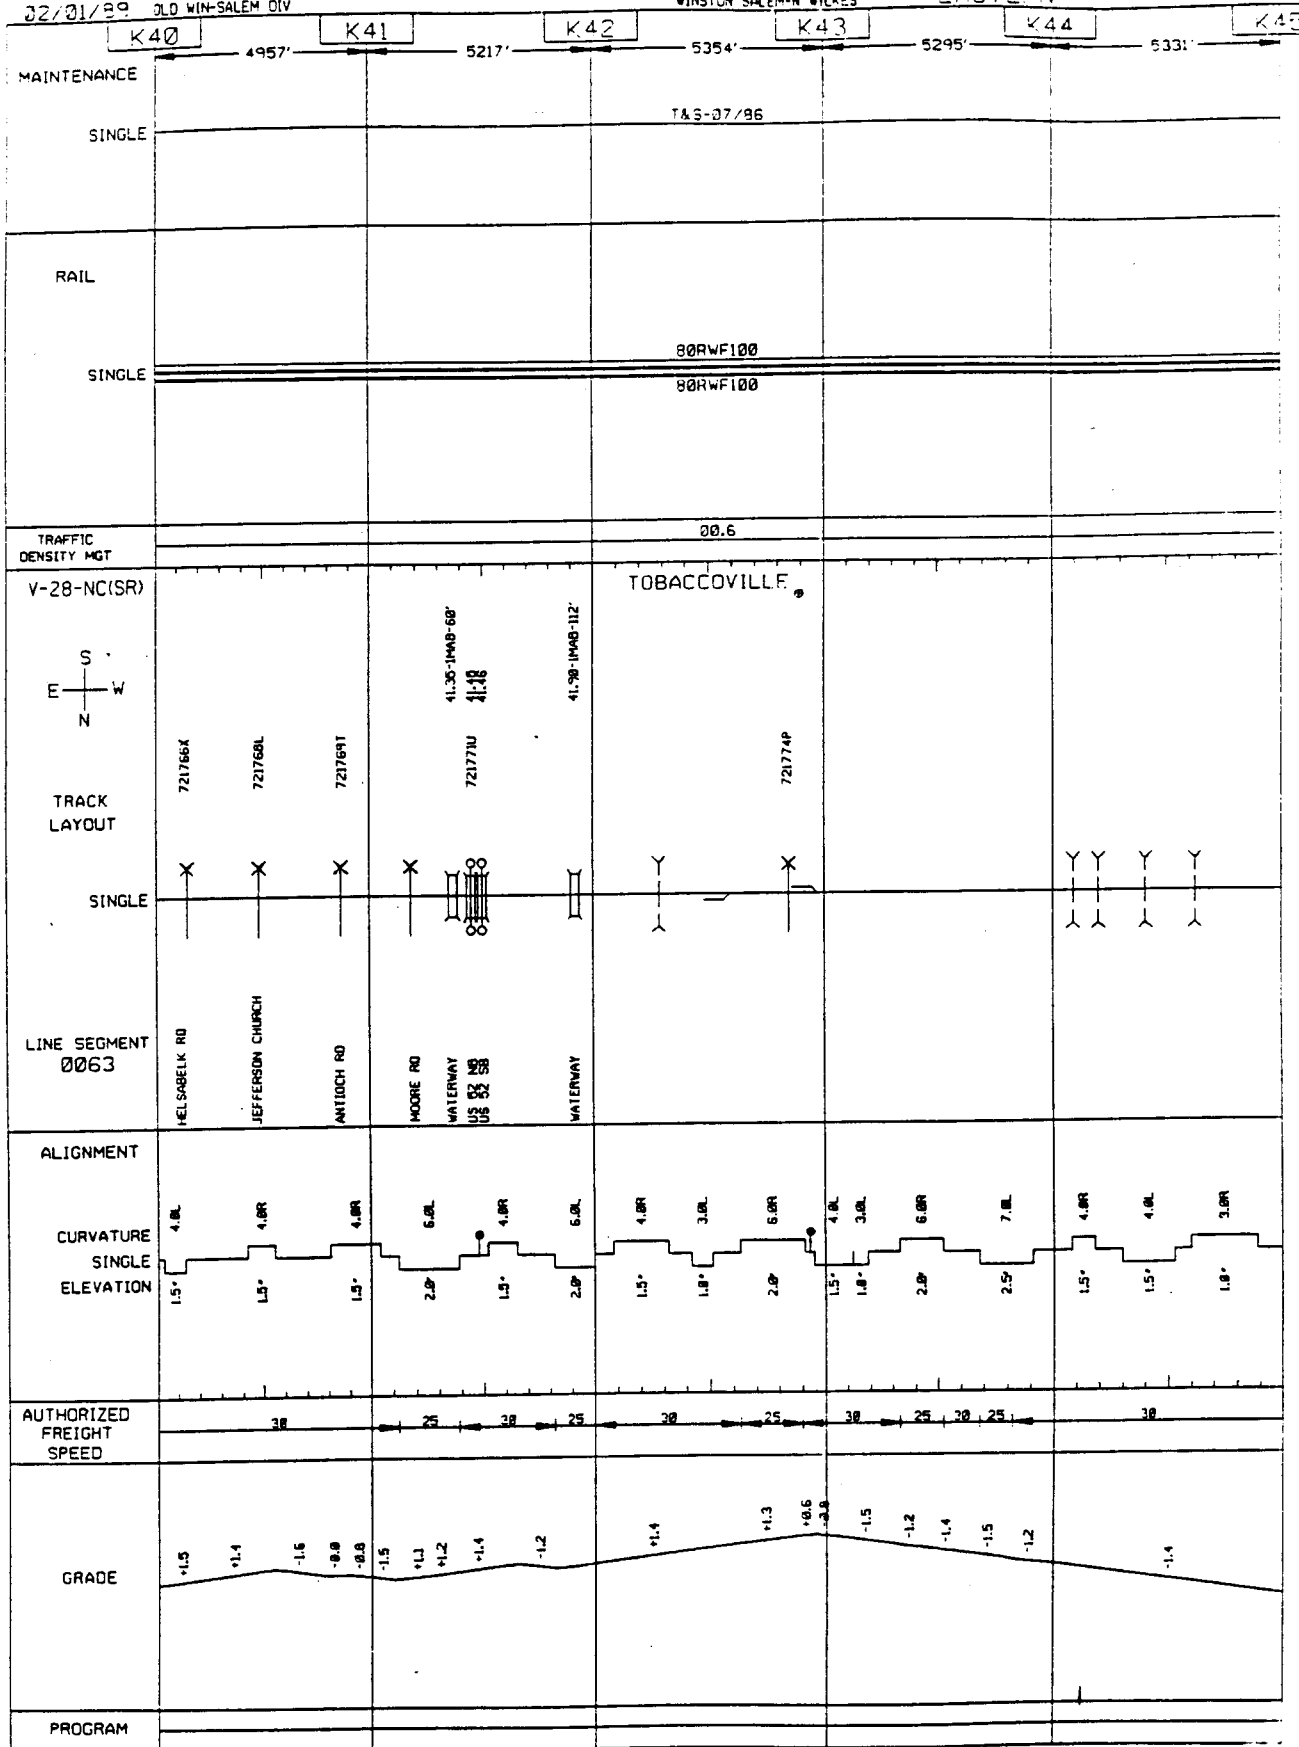 02/01/99 OLD WIN-SALEM DIV WINSTON SALEM-N WILKES
K40 K41 K42 K43 K44 K45
4957' 5217' 5354' 5295' 5331'
MAINTENANCE
T&S-07/96
SINGLE
RAIL
80RWF100
SINGLE
80RWF100
TRAFFIC
DENSITY MGT
00.6
V-28-NC(SR)
TOBACCOVILLE
S
E W
N
41.35-1MAB-60'
41.46
41.90-1MAB-112'
721766X
721768L
721769T
721771U
721774P
TRACK
LAYOUT
SINGLE
LINE SEGMENT
0063
HELSABELK RD
JEFFERSON CHURCH
ANTIOCH RD
MOORE RD
WATERWAY
US 52 NB
US 52 SB
WATERWAY
ALIGNMENT
CURVATURE
4.0L 4.0R 4.0R 6.0L 4.0R 6.0L 4.0R 3.0L 6.0R 4.0L 3.0L 6.0R 7.0L 4.0R 4.0L 3.0R
SINGLE
ELEVATION
1.5" 1.5" 1.5" 2.0" 1.5" 2.0" 1.5" 1.0" 2.0" 1.5" 1.0" 2.0" 2.5" 1.5" 1.5" 1.0"
AUTHORIZED
FREIGHT
SPEED
30 25 30 25 30 25 30 25 30 25 30
GRADE
+1.5 +1.4 -1.6 -0.0 -0.8 -1.5 +1.1 +1.2 +1.4 -1.2 +1.4 +1.3 +0.6 -1.5 -1.2 -1.4 -1.5 -1.2 -1.4
PROGRAM